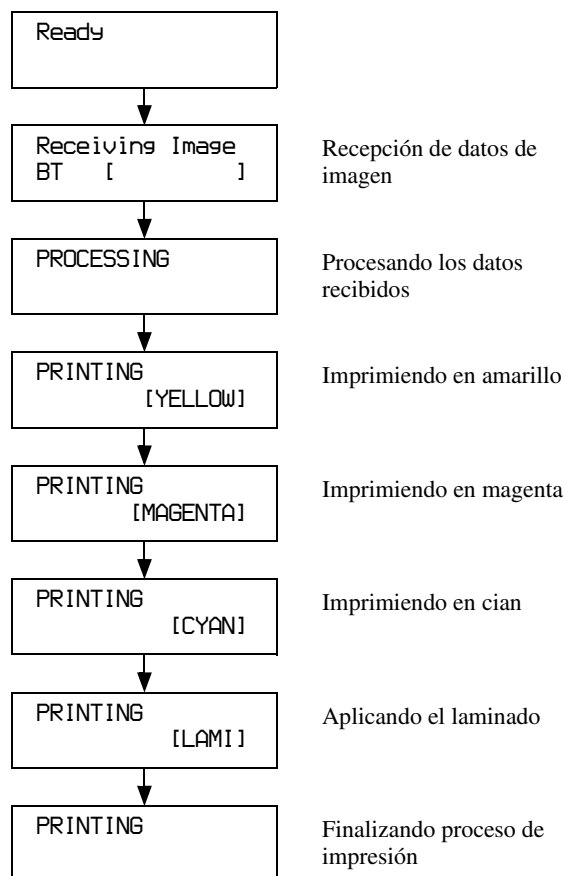 Ready
Receiving Image
BT [ ]
Recepción de datos de
imagen
PROCESSING
Procesando los datos
recibidos
PRINTING
[YELLOW]
Imprimiendo en amarillo
PRINTING
[MAGENTA]
Imprimiendo en magenta
PRINTING
[CYAN]
Imprimiendo en cian
PRINTING
[LAMI]
Aplicando el laminado
PRINTING
Finalizando proceso de
impresión